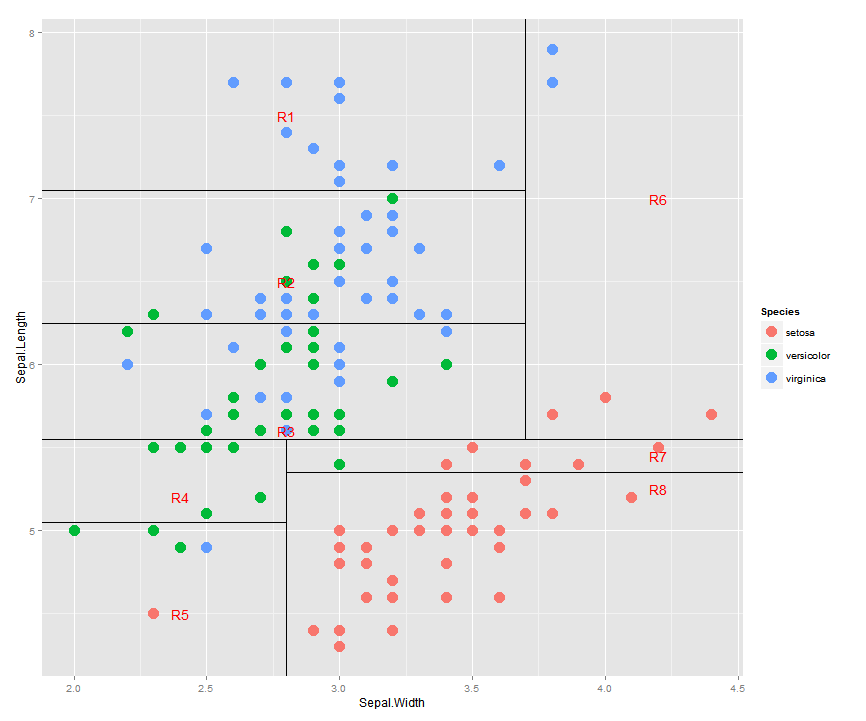 8
7
6
5
Sepal.Length
R1
R2
R3
R4
R5
R6
R7
R8
2.0 2.5 3.0 3.5 4.0 4.5
Sepal.Width
Species
setosa
versicolor
virginica